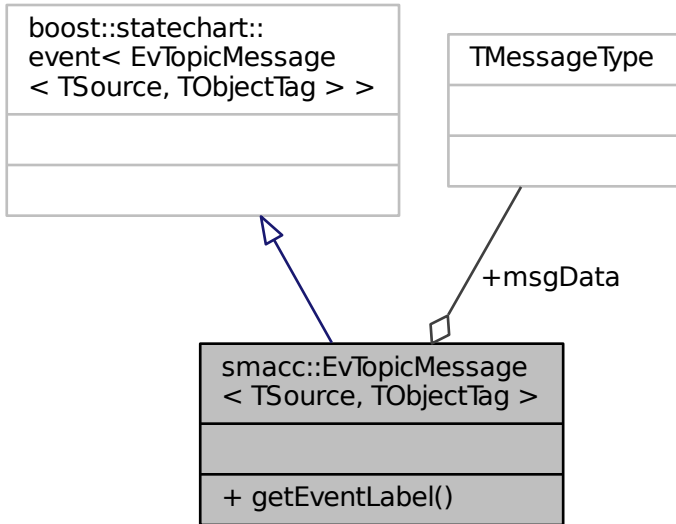 boost::statechart::
event< EvTopicMessage
< TSource, TObjectTag > >
TMessageType
+msgData
smacc::EvTopicMessage
< TSource, TObjectTag >
+ getEventLabel()